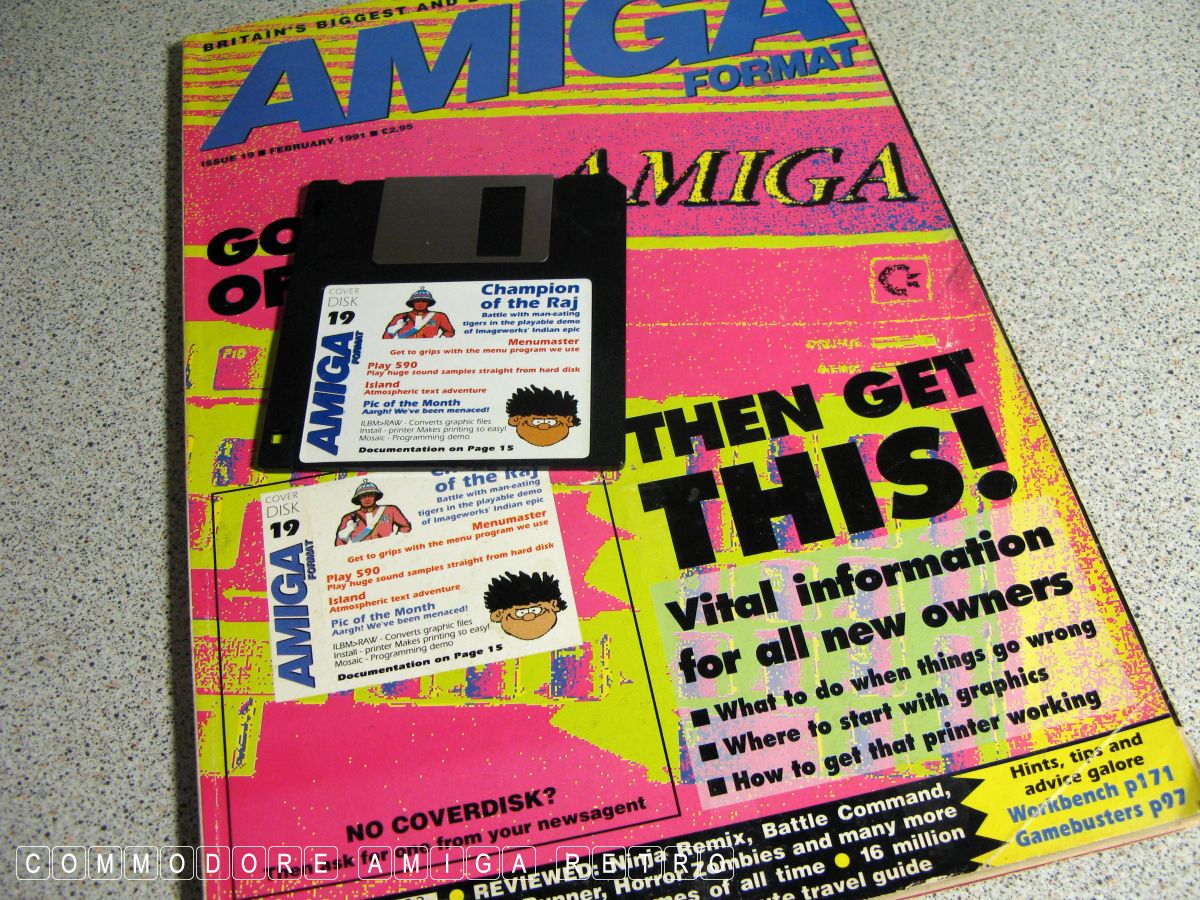 BRITAIN'S BIGGEST AND
AMIGA
FORMAT
ISSUE 19 ■ FEBRUARY 1991 ■ £2.95
AMIGA
GO
F10
COVER
DISK
19
AMIGA
FORMAT
Champion
of the Raj
Battle with man-eating
tigers in the playable demo
of Imageworks' Indian epic
Menumaster
Get to grips with the menu program we use
Play 590
Play huge sound samples straight from hard disk
Island
Atmospheric text adventure
Pic of the Month
Aargh! We've been menaced!
ILBM>RAW - Converts graphic files
Install - printer Makes printing so easy!
Mosaic - Programming demo
Documentation on Page 15
THEN GET
THIS!
Vital information
for all new owners
■ What to do when things go wrong
■ Where to start with graphics
■ How to get that printer working
COVER
DISK
19
AMIGA
FORMAT
Champion
of the Raj
Battle with man-eating
tigers in the playable demo
of Imageworks' Indian epic
Menumaster
Get to grips with the menu program we use
Play 590
Play huge sound samples straight from hard disk
Island
Atmospheric text adventure
Pic of the Month
Aargh! We've been menaced!
ILBM>RAW - Converts graphic files
Install - printer Makes printing so easy!
Mosaic - Programming demo
Documentation on Page 15
NO COVERDISK?
ask for one from your newsagent
Hints, tips and
advice galore
Workbench p171
Gamebusters p97
● REVIEWED: Ninja Remix, Battle Command,
Horror Zombies and many more
of all time ● 16 million
travel guide
COMMODORE AMIGA RETRO